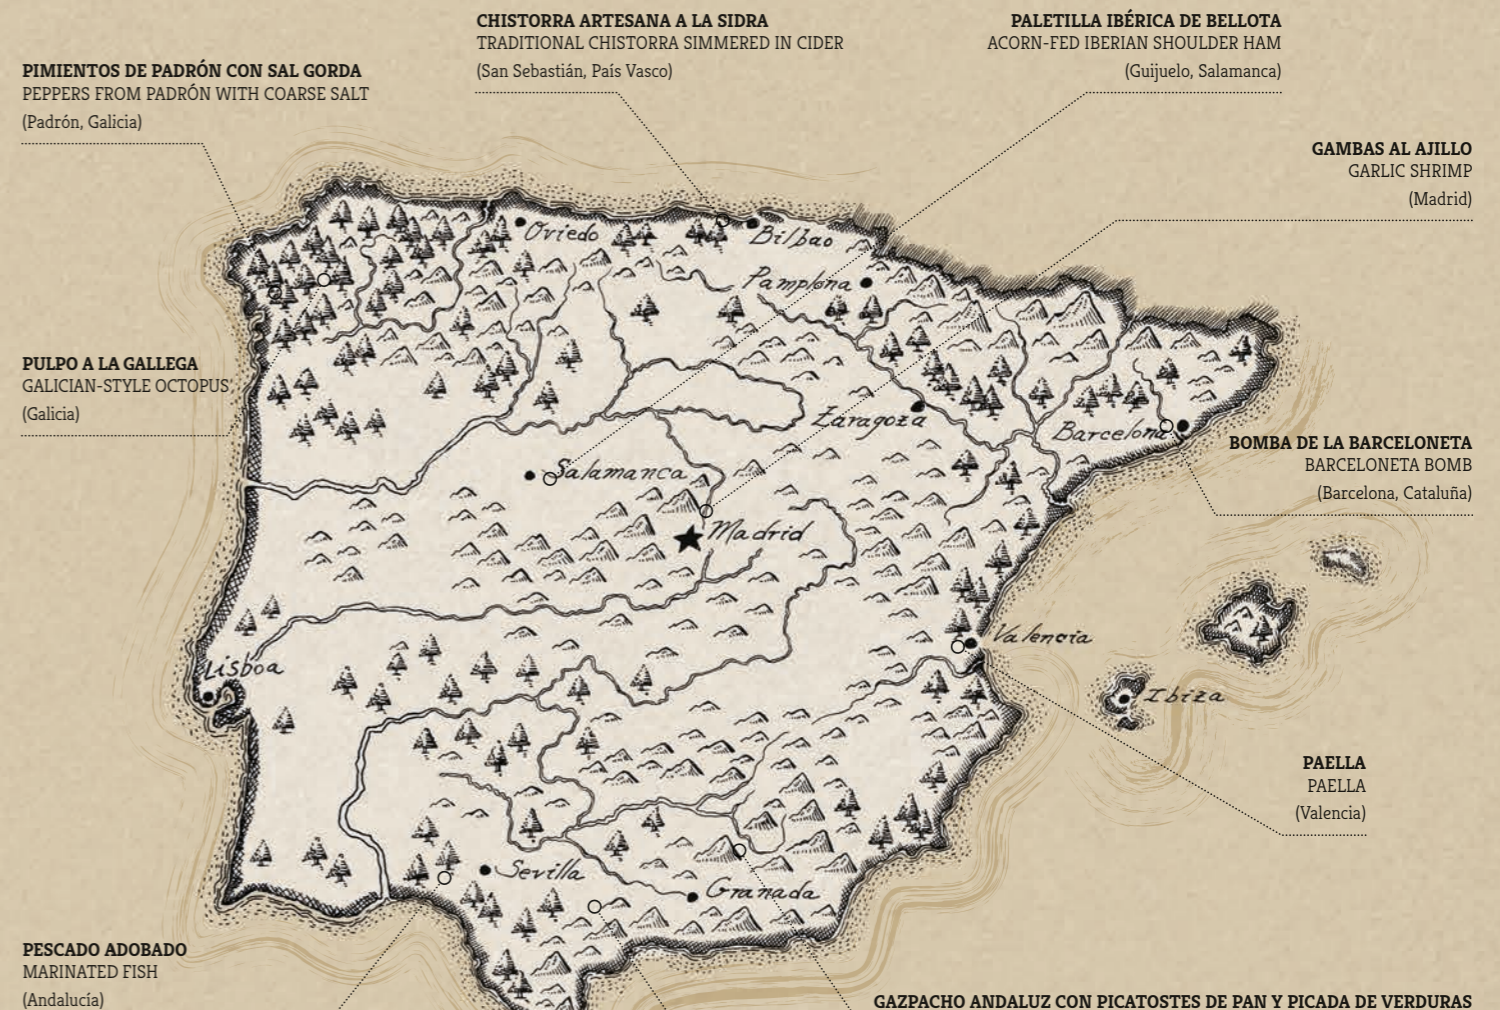 CHISTORRA ARTESANA A LA SIDRA
TRADITIONAL CHISTORRA SIMMERED IN CIDER
(San Sebastián, País Vasco)
PALETILLA IBÉRICA DE BELLOTA
ACORN-FED IBERIAN SHOULDER HAM
(Guijuelo, Salamanca)
PIMIENTOS DE PADRÓN CON SAL GORDA
PEPPERS FROM PADRÓN WITH COARSE SALT
(Padrón, Galicia)
GAMBAS AL AJILLO
GARLIC SHRIMP
(Madrid)
Oviedo
Bilbao
Pamplona
PULPO A LA GALLEGA
GALICIAN-STYLE OCTOPUS
(Galicia)
Zaragoza
Barcelona
BOMBA DE LA BARCELONETA
BARCELONETA BOMB
(Barcelona, Cataluña)
Salamanca
Madrid
Valencia
Lisboa
Ibiza
PAELLA
PAELLA
(Valencia)
Sevilla
Granada
PESCADO ADOBADO
MARINATED FISH
(Andalucía)
GAZPACHO ANDALUZ CON PICATOSTES DE PAN Y PICADA DE VERDURAS